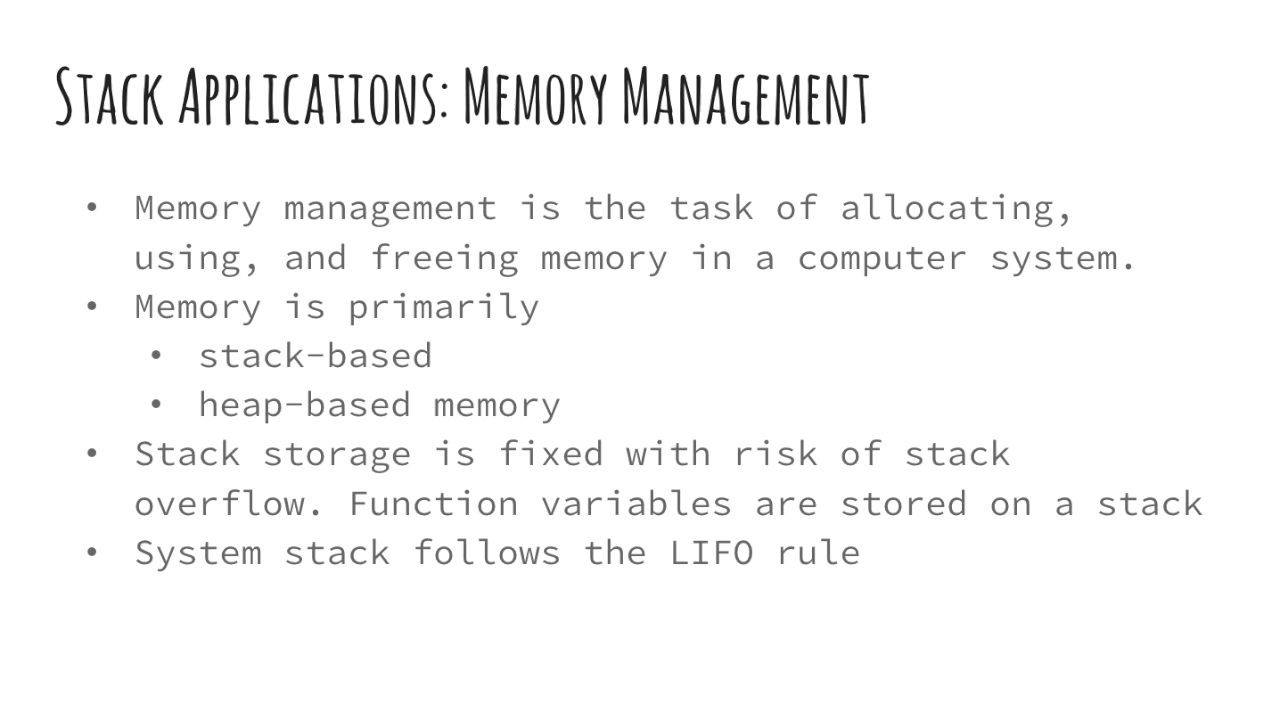 Stack Applications: Memory Management
• Memory management is the task of allocating,
using, and freeing memory in a computer system.
• Memory is primarily
• stack-based
• heap-based memory
• Stack storage is fixed with risk of stack
overflow. Function variables are stored on a stack
• System stack follows the LIFO rule